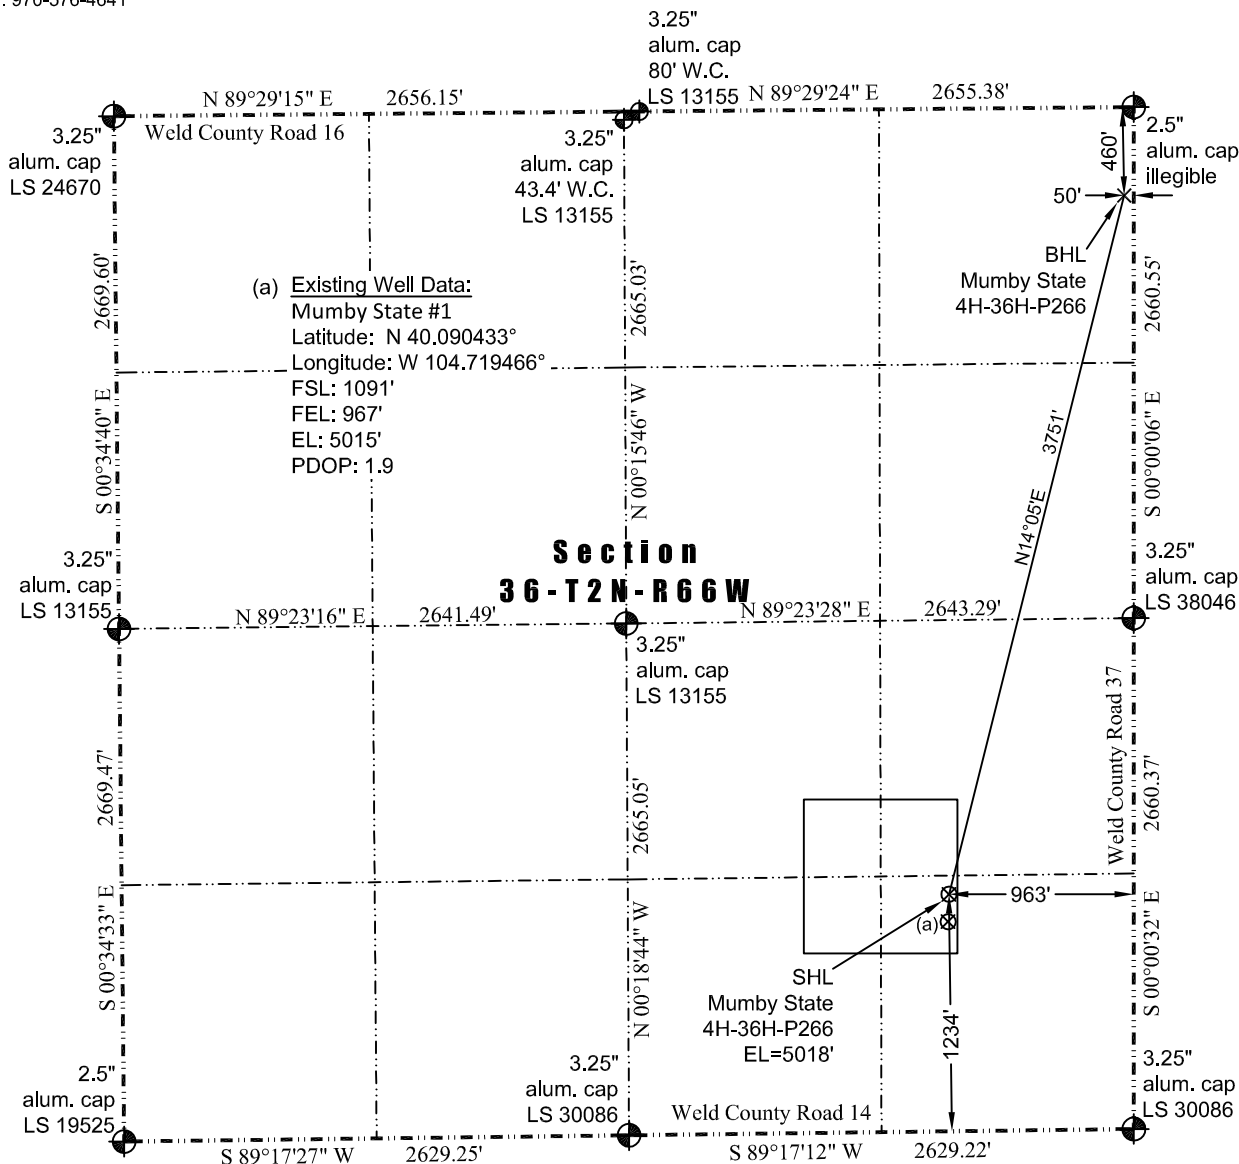 3.25"
alum. cap
80' W.C.
LS 13155
N 89°29'15" E 2656.15'
N 89°29'24" E 2655.38'
Weld County Road 16
3.25"
alum. cap
LS 24670
3.25"
alum. cap
43.4' W.C.
LS 13155
2.5"
alum. cap
illegible
460'
50'
BHL
Mumby State
4H-36H-P266
2669.60'
S 00°34'40" E
(a) Existing Well Data:
Mumby State #1
Latitude: N 40.090433°
Longitude: W 104.719466°
FSL: 1091'
FEL: 967'
EL: 5015'
PDOP: 1.9
2665.03'
N 00°15'46" W
2660.55'
S 00°00'06" E
3751'
N14°05'E
Section
36-T2N-R66W
3.25"
alum. cap
LS 13155
3.25"
alum. cap
LS 38046
N 89°23'16" E 2641.49'
N 89°23'28" E 2643.29'
3.25"
alum. cap
LS 13155
2669.47'
S 00°34'33" E
2665.05'
N 00°18'44" W
Weld County Road 37
2660.37'
S 00°00'32" E
963'
(a)
1234'
SHL
Mumby State
4H-36H-P266
EL=5018'
2.5"
alum. cap
LS 19525
3.25"
alum. cap
LS 30086
3.25"
alum. cap
LS 30086
Weld County Road 14
S 89°17'27" W 2629.25'
S 89°17'12" W 2629.22'